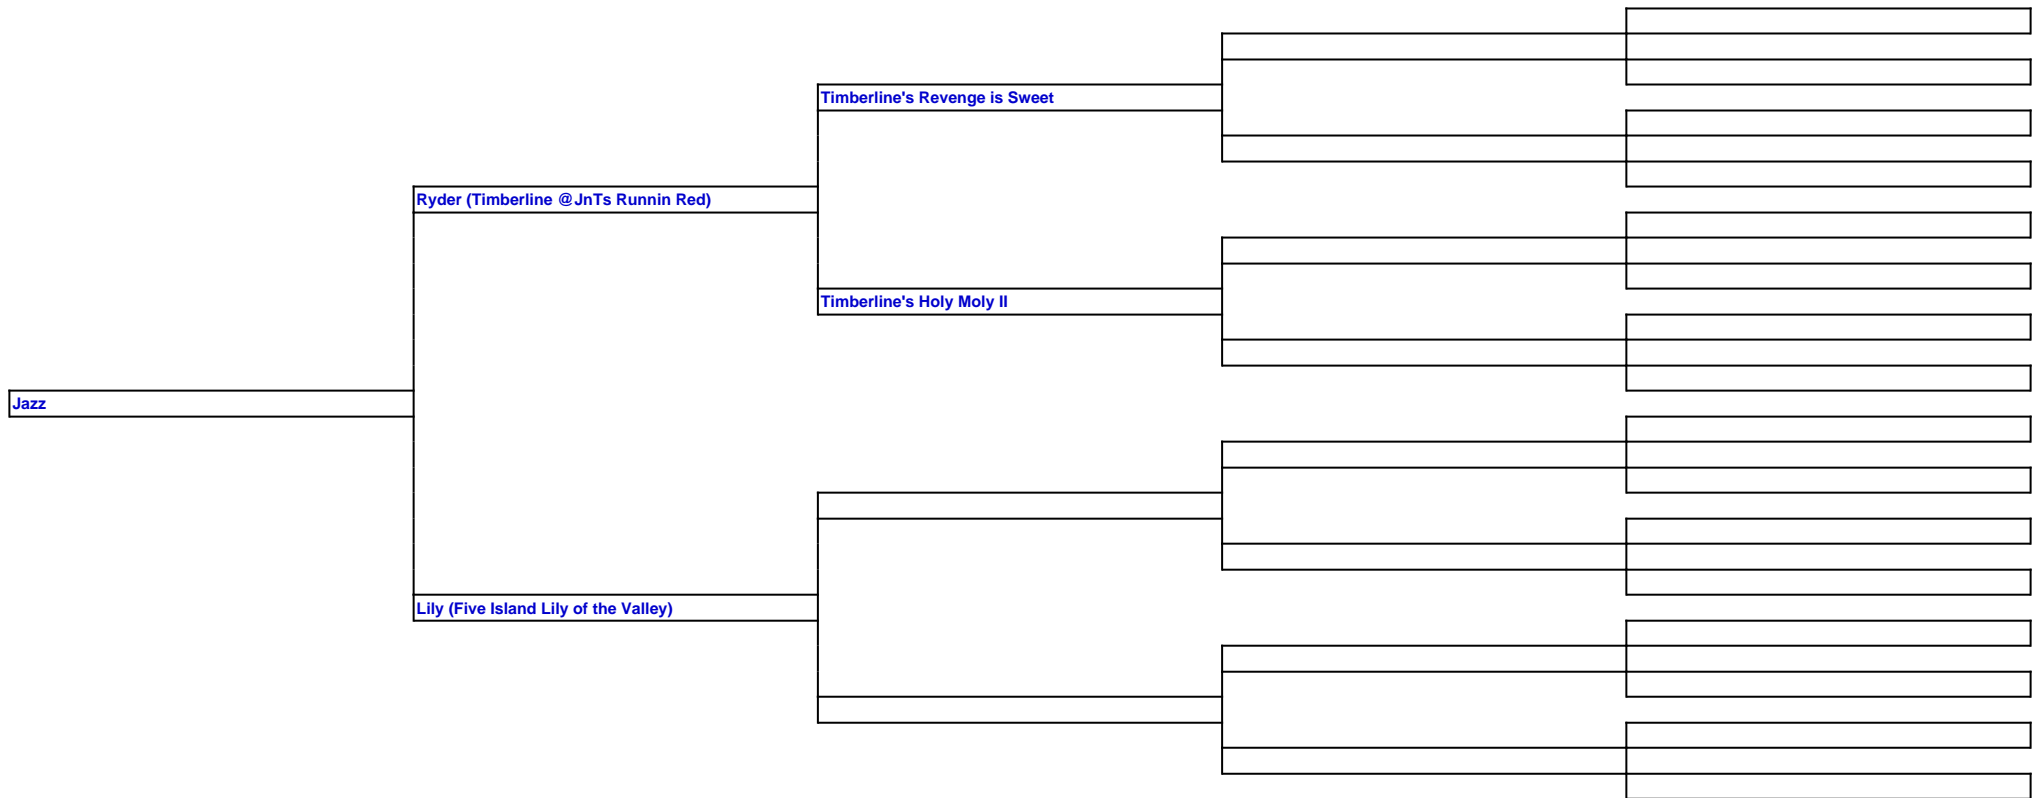 Timberline's Revenge is Sweet
Ryder (Timberline @JnTs Runnin Red)
Timberline's Holy Moly II
Jazz
Lily (Five Island Lily of the Valley)